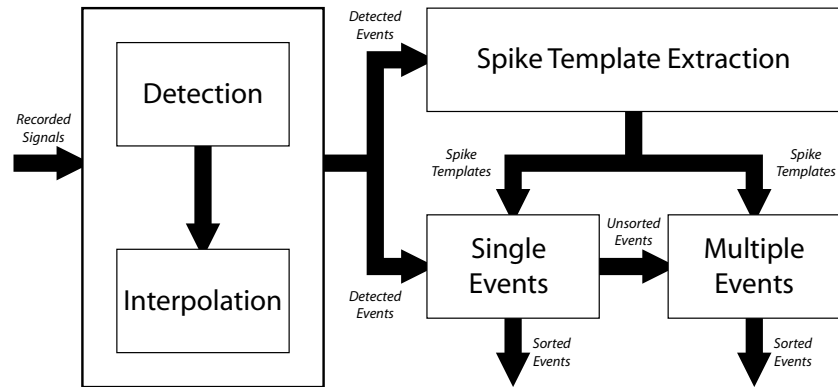 Recorded
Signals
Detection
Interpolation
Detected
Events
Spike Template Extraction
Spike
Templates
Spike
Templates
Detected
Events
Single
Events
Unsorted
Events
Multiple
Events
Sorted
Events
Sorted
Events